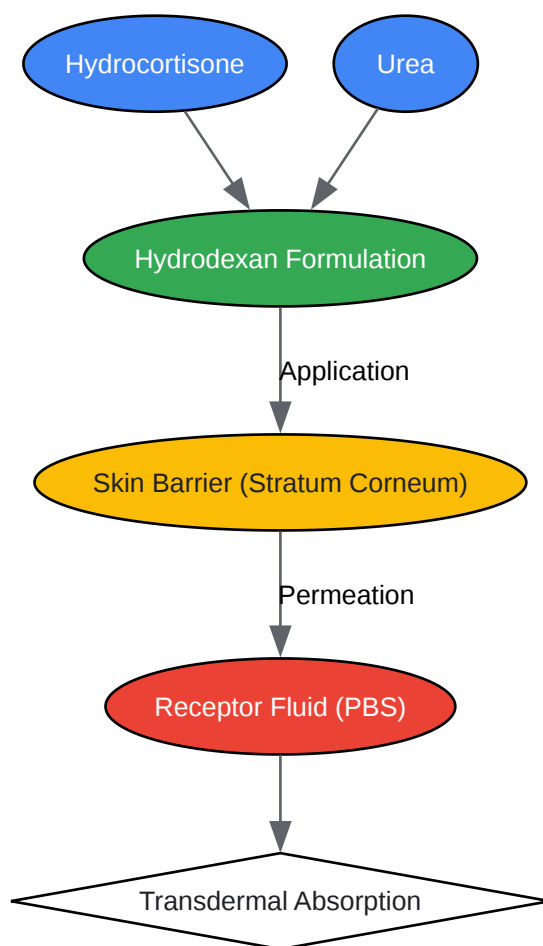 Hydrocortisone
Urea
Hydrodexan Formulation
Application
Skin Barrier (Stratum Corneum)
Permeation
Receptor Fluid (PBS)
Transdermal Absorption